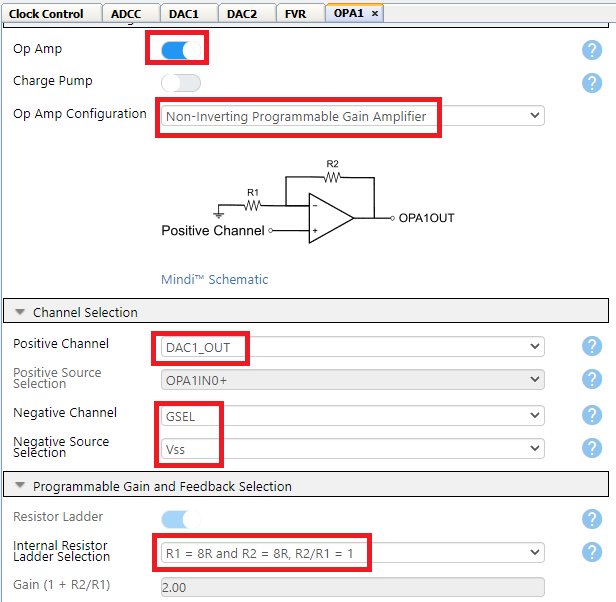 Clock Control ADCC DAC1 DAC2 FVR OPA1 ×
Op Amp ?
Charge Pump ?
Op Amp Configuration Non-Inverting Programmable Gain Amplifier
R2
R1
− OPA1OUT
Positive Channel +
Mindi™ Schematic
Channel Selection
Positive Channel DAC1_OUT ?
Positive Source
Selection OPA1IN0+ ?
Negative Channel GSEL ?
Negative Source
Selection Vss ?
Programmable Gain and Feedback Selection
Resistor Ladder ?
Internal Resistor
Ladder Selection R1 = 8R and R2 = 8R, R2/R1 = 1 ?
Gain (1 + R2/R1) 2.00